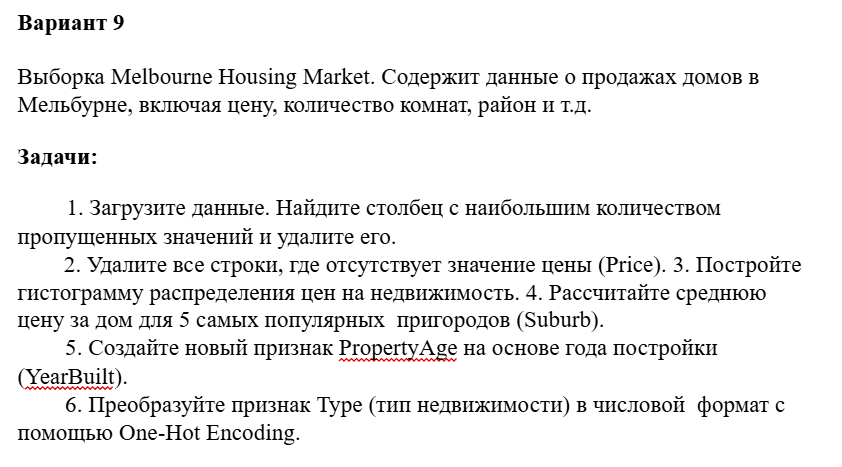 Вариант 9
Выборка Melbourne Housing Market. Содержит данные о продажах домов в
Мельбурне, включая цену, количество комнат, район и т.д.
Задачи:
1. Загрузите данные. Найдите столбец с наибольшим количеством
пропущенных значений и удалите его.
2. Удалите все строки, где отсутствует значение цены (Price). 3. Постройте
гистограмму распределения цен на недвижимость. 4. Рассчитайте среднюю
цену за дом для 5 самых популярных  пригородов (Suburb).
5. Создайте новый признак PropertyAge на основе года постройки
(YearBuilt).
6. Преобразуйте признак Type (тип недвижимости) в числовой  формат с
помощью One-Hot Encoding.